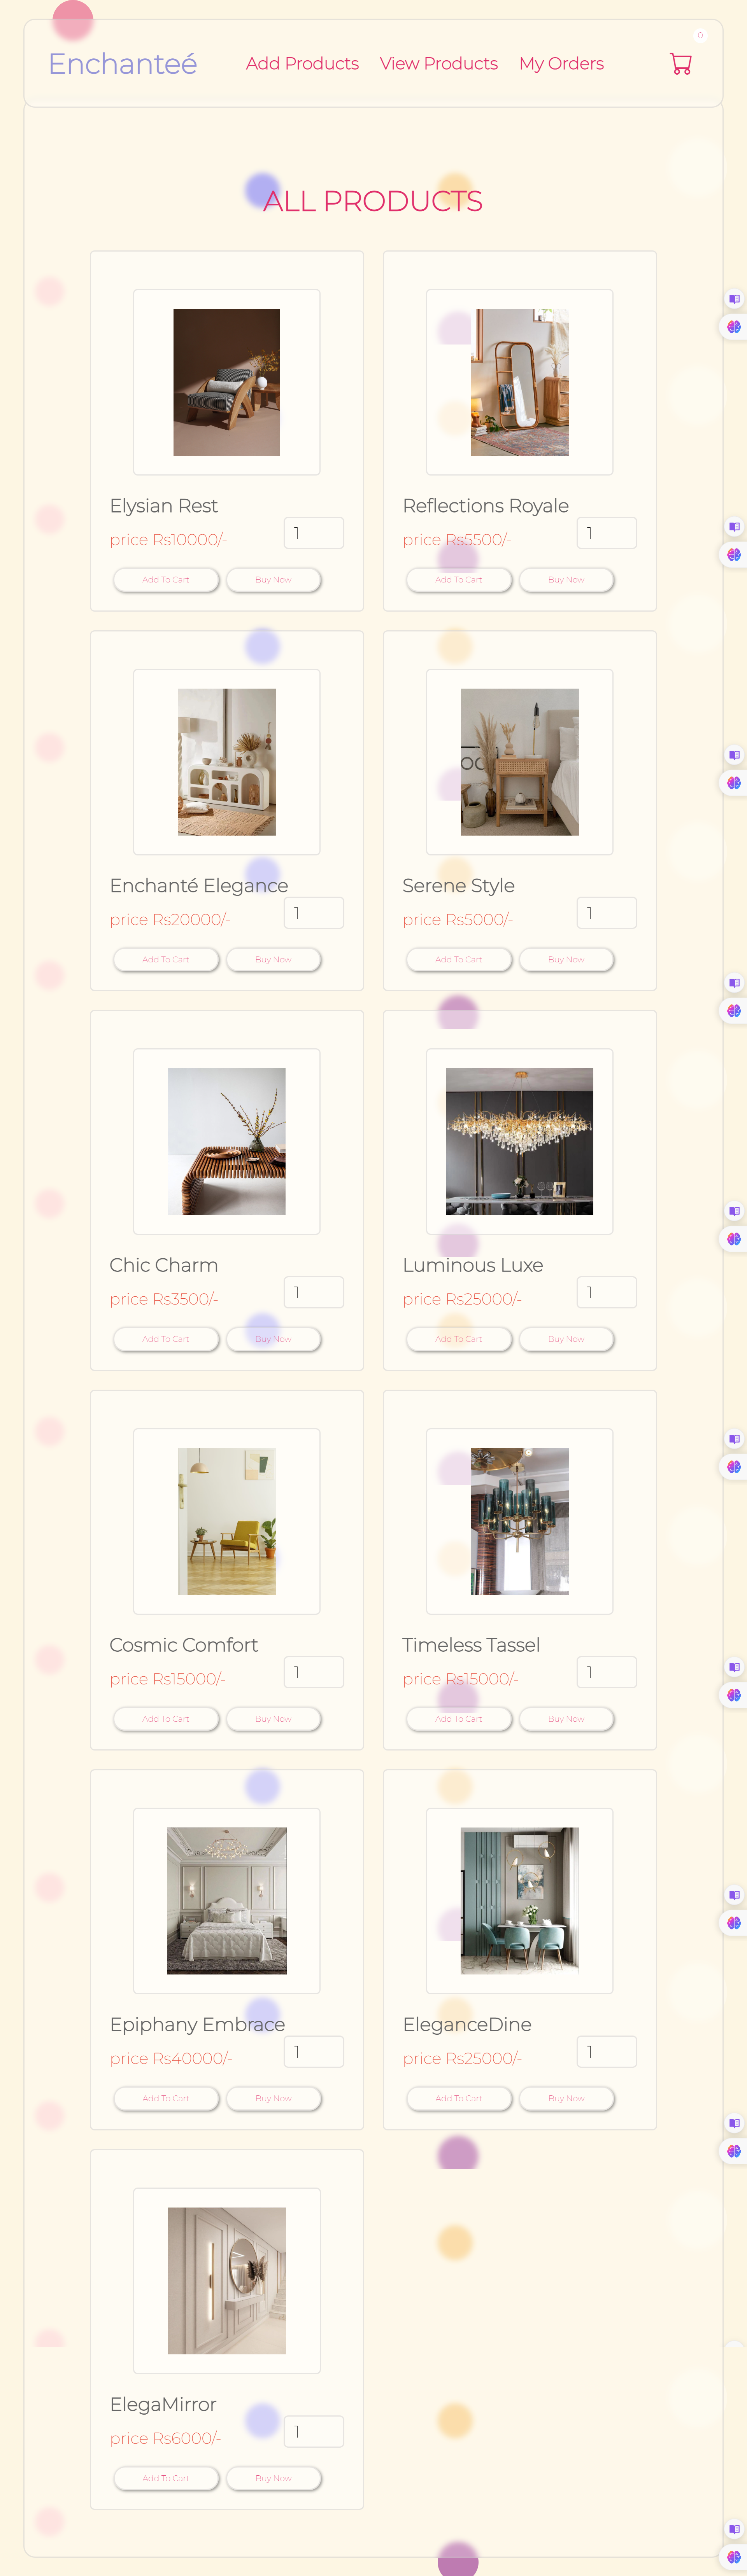 Enchanteé
Add Products
View Products
My Orders
0
ALL PRODUCTS
Elysian Rest
price Rs10000/-
1
Add To Cart
Buy Now
Reflections Royale
price Rs5500/-
1
Add To Cart
Buy Now
Enchanté Elegance
price Rs20000/-
1
Add To Cart
Buy Now
Serene Style
price Rs5000/-
1
Add To Cart
Buy Now
Chic Charm
price Rs3500/-
1
Add To Cart
Buy Now
Luminous Luxe
price Rs25000/-
1
Add To Cart
Buy Now
Cosmic Comfort
price Rs15000/-
1
Add To Cart
Buy Now
Timeless Tassel
price Rs15000/-
1
Add To Cart
Buy Now
Epiphany Embrace
price Rs40000/-
1
Add To Cart
Buy Now
EleganceDine
price Rs25000/-
1
Add To Cart
Buy Now
ElegaMirror
price Rs6000/-
1
Add To Cart
Buy Now